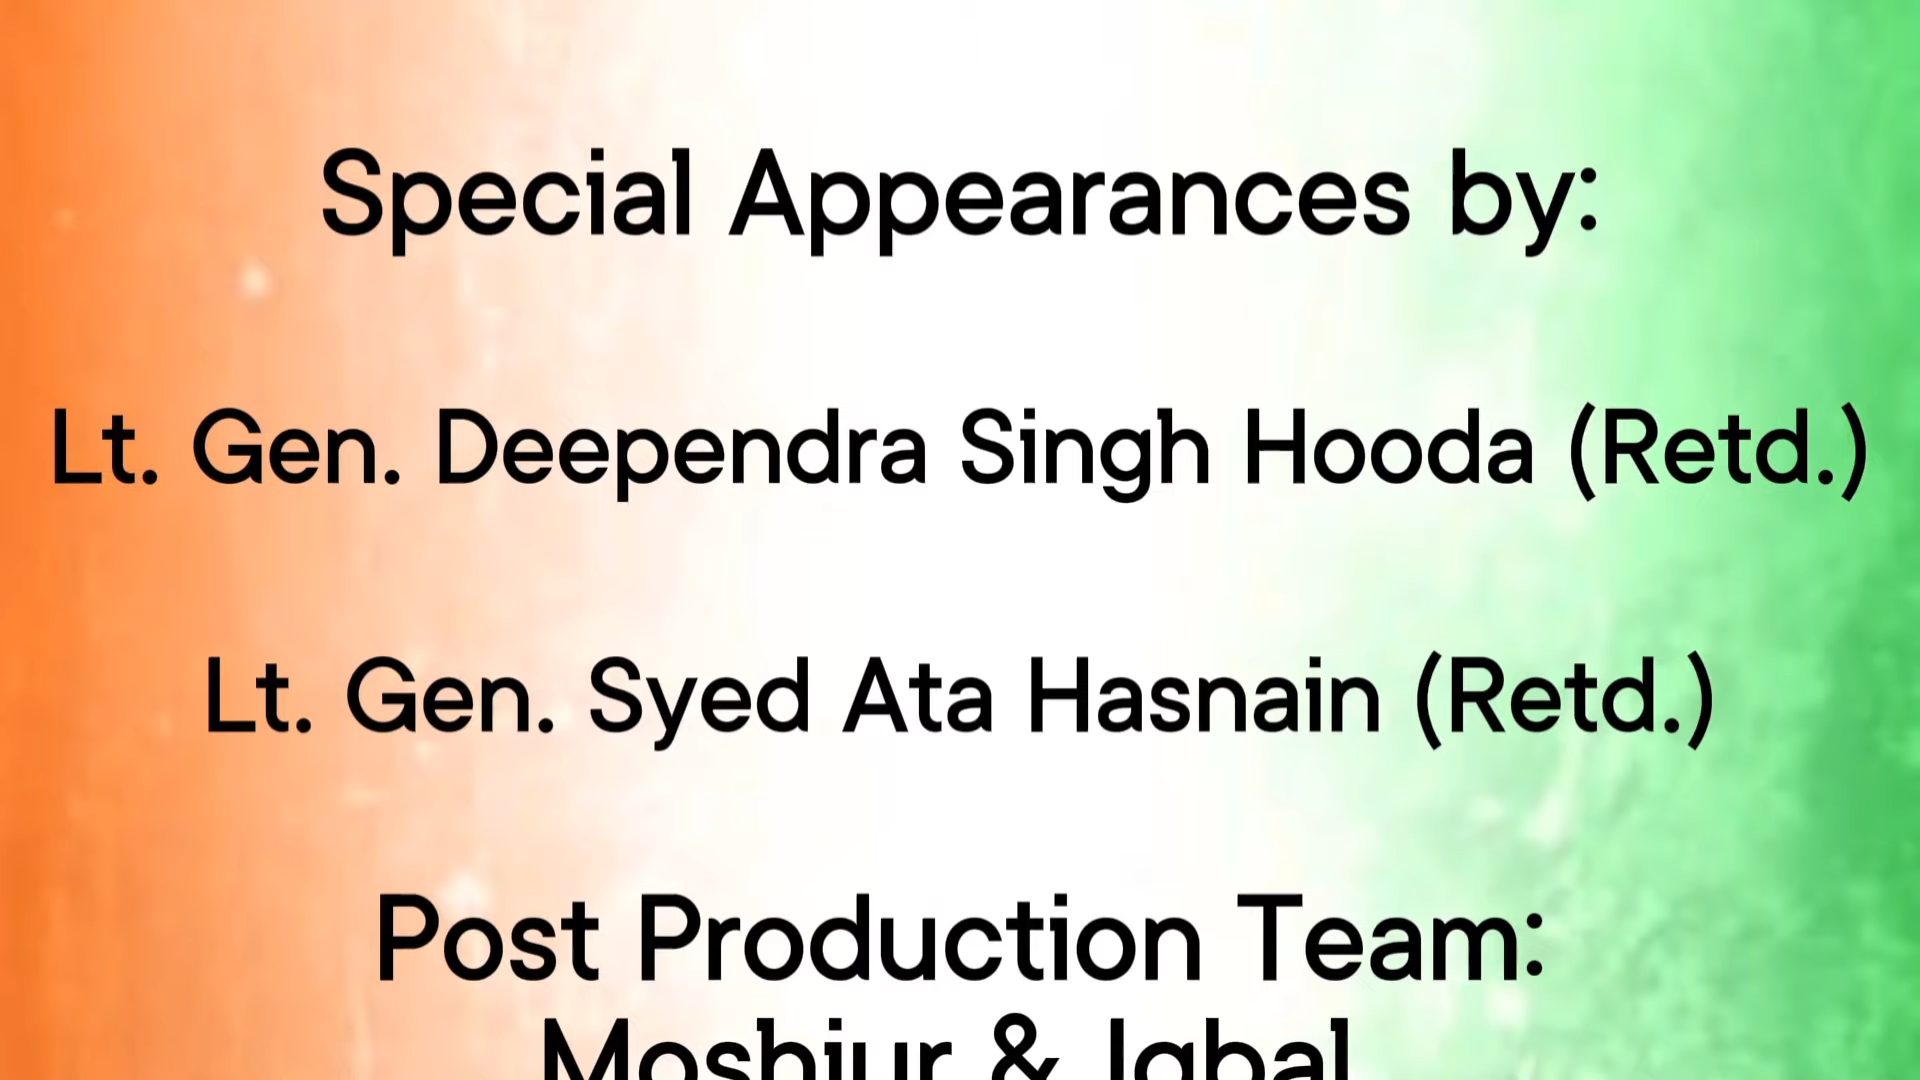 Special Appearances by:
Lt. Gen. Deependra Singh Hooda (Retd.)
Lt. Gen. Syed Ata Hasnain (Retd.)
Post Production Team:
Moshiur & Iqbal